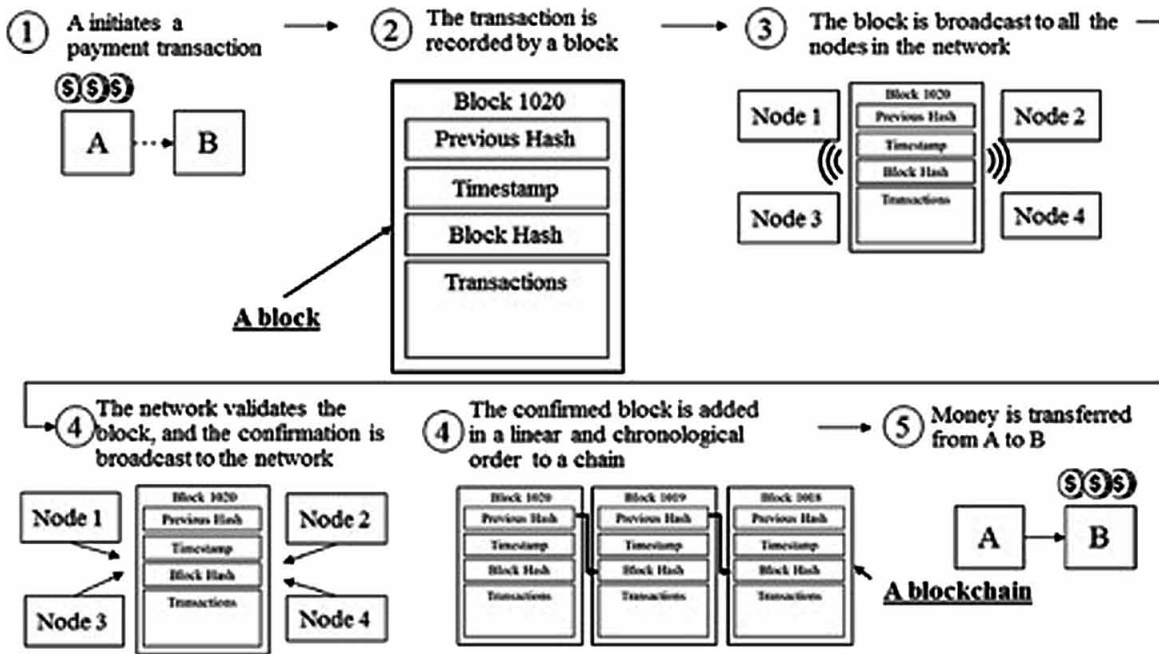 1 A initiates a
payment transaction
$ $ $
A
B
2 The transaction is
recorded by a block
Block 1020
Previous Hash
Timestamp
Block Hash
Transactions
A block
3 The block is broadcast to all the
nodes in the network
Node 1
Node 2
Node 3
Node 4
Block 1020
Previous Hash
Timestamp
Block Hash
Transactions
4 The network validates the
block, and the confirmation is
broadcast to the network
Node 1
Node 2
Node 3
Node 4
Block 1020
Previous Hash
Timestamp
Block Hash
Transactions
4 The confirmed block is added
in a linear and chronological
order to a chain
Block 1020
Previous Hash
Timestamp
Block Hash
Transactions
Block 1019
Previous Hash
Timestamp
Block Hash
Transactions
Block 1018
Previous Hash
Timestamp
Block Hash
Transactions
A blockchain
5 Money is transferred
from A to B
$ $ $
A
B